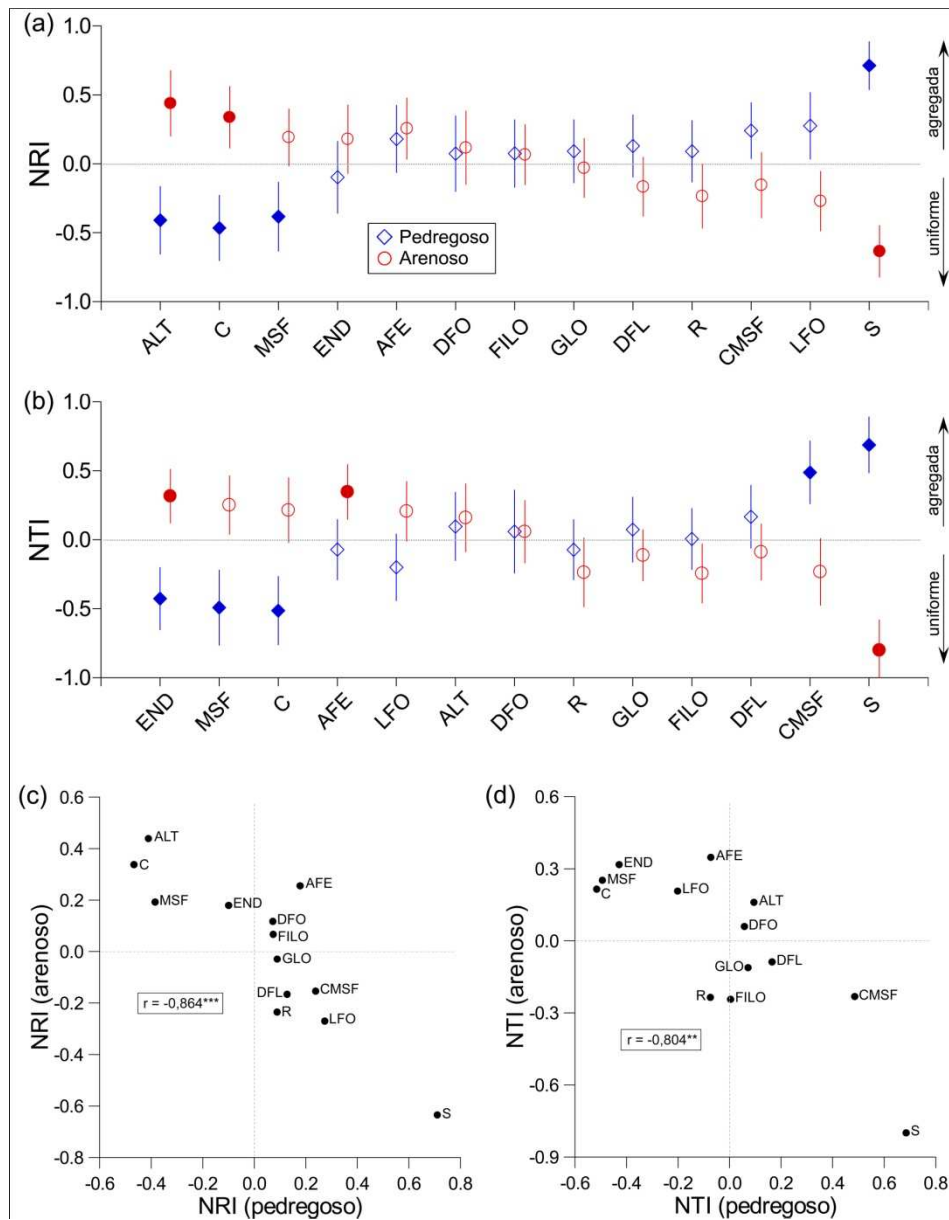 (a)
1.0
0.5
0.0
-0.5
-1.0
NRI
agregada
uniforme
Pedregoso
Arenoso
ALT C MSF END AFE DFO FILO GLO DFL R CMSF LFO S
(b)
1.0
0.5
0.0
-0.5
-1.0
NTI
agregada
uniforme
END MSF C AFE LFO ALT DFO R GLO FILO DFL CMSF S
(c)
0.6
0.4
0.2
0.0
-0.2
-0.4
-0.6
-0.8
NRI (arenoso)
ALT
C
MSF
END
AFE
DFO
FILO
GLO
DFL
CMSF
R
LFO
S
r = -0,864***
-0.6 -0.4 -0.2 0.0 0.2 0.4 0.6 0.8
NRI (pedregoso)
(d)
0.6
0.3
0.0
-0.3
-0.6
-0.9
NTI (arenoso)
AFE
END
MSF
C
LFO
ALT
DFO
GLO
DFL
R
FILO
CMSF
S
r = -0,804**
-0.6 -0.4 -0.2 0.0 0.2 0.4 0.6 0.8
NTI (pedregoso)